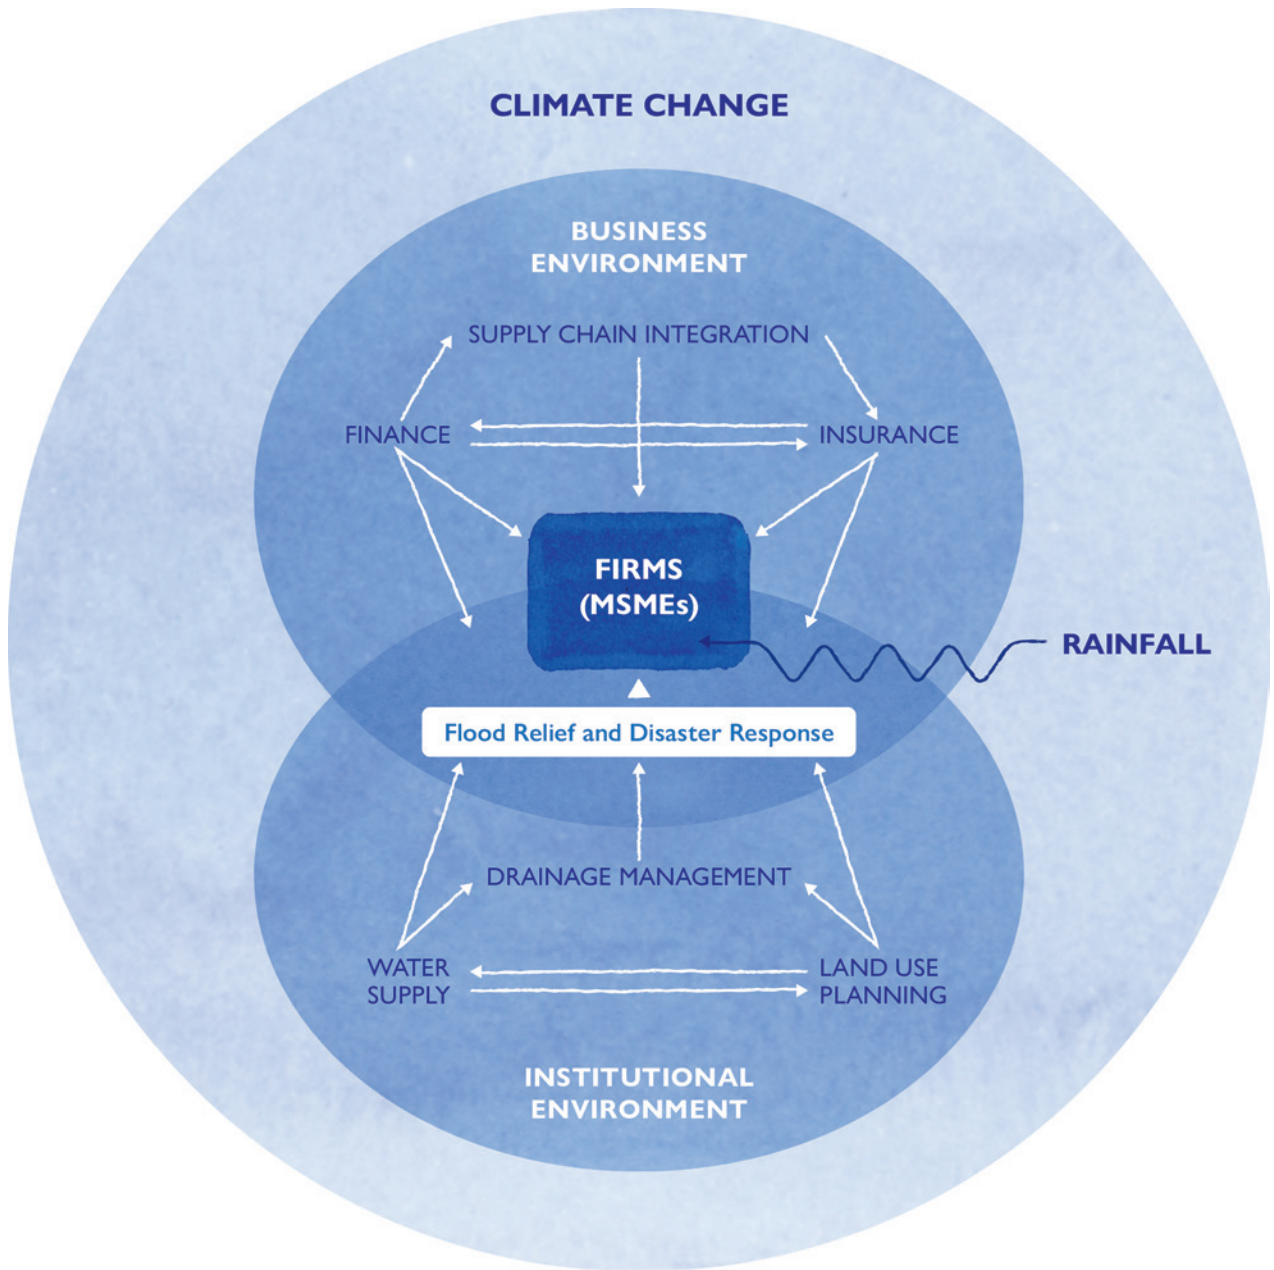 CLIMATE CHANGE
BUSINESS
ENVIRONMENT
SUPPLY CHAIN INTEGRATION
FINANCE
INSURANCE
FIRMS
(MSMEs)
RAINFALL
Flood Relief and Disaster Response
DRAINAGE MANAGEMENT
WATER
SUPPLY
LAND USE
PLANNING
INSTITUTIONAL
ENVIRONMENT